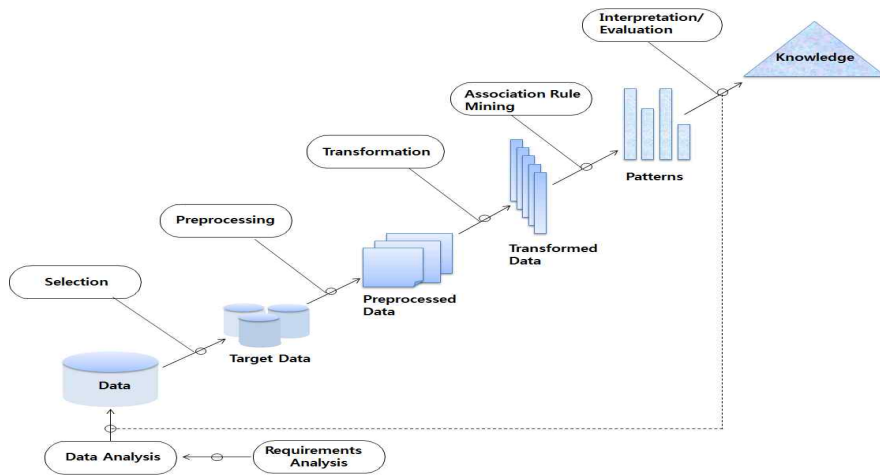 Interpretation/
Evaluation
Knowledge
Association Rule
Mining
Patterns
Transformation
Transformed
Data
Preprocessing
Preprocessed
Data
Selection
Target Data
Data
Data Analysis
Requirements
Analysis